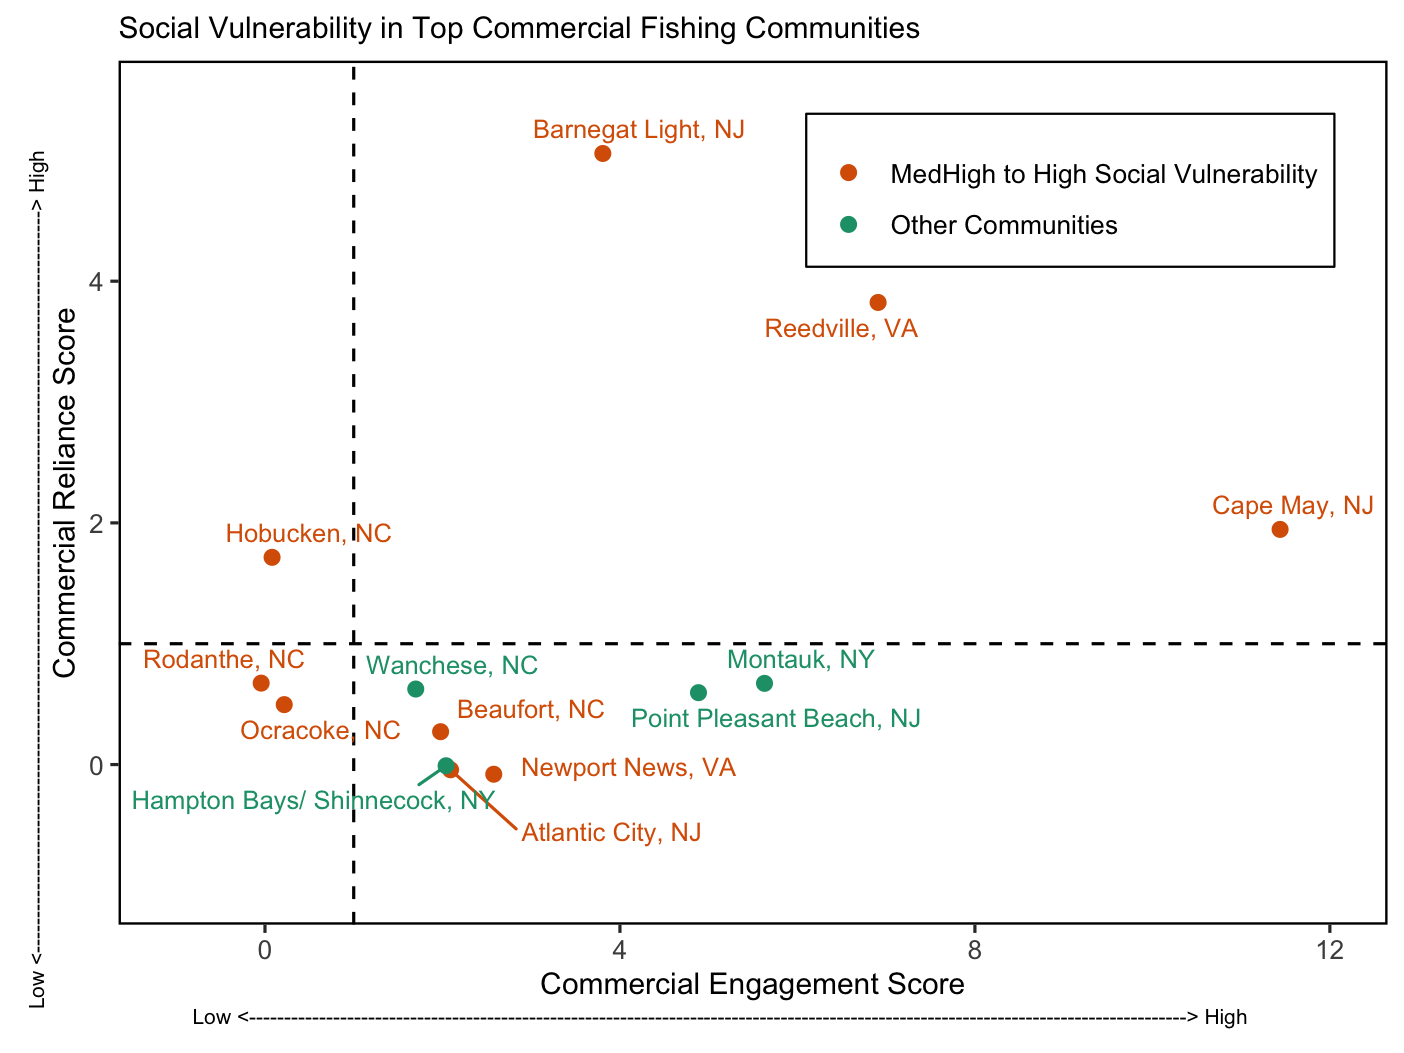 Social Vulnerability in Top Commercial Fishing Communities
Barnegat Light, NJ
MedHigh to High Social Vulnerability
Other Communities
Reedville, VA
Cape May, NJ
Hobucken, NC
Rodanthe, NC
Wanchese, NC
Montauk, NY
Beaufort, NC
Point Pleasant Beach, NJ
Ocracoke, NC
Newport News, VA
Hampton Bays/ Shinnecock, NY
Atlantic City, NJ
4
2
0
Commercial Reliance Score
Low <--------------------------------------------------------------------------------------------------------> High
0 4 8 12
Commercial Engagement Score
Low <--------------------------------------------------------------------------------------------------------------------------------------> High